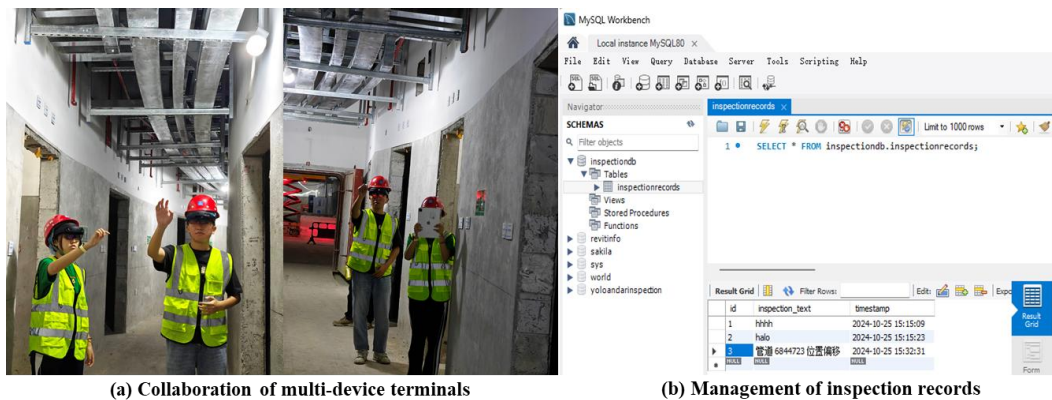 MySQL Workbench
Local instance MySQL80 ×
File Edit View Query Database Server Tools Scripting Help
Navigator
inspectionrecords ×
SCHEMAS
Limit to 1000 rows
Filter objects
1 SELECT * FROM inspectiondb.inspectionrecords;
inspectiondb
Tables
inspectionrecords
Views
Stored Procedures
Functions
revitinfo
sakila
sys
world
yoloandarinspection
Result Grid Filter Rows: Edit: Expo
id inspection_text timestamp
1 hhhh 2024-10-25 15:15:09
2 halo 2024-10-25 15:15:23
3 管道 6844723 位置偏移 2024-10-25 15:32:31
NULL NULL NULL
Result Grid
Form
(a) Collaboration of multi-device terminals
(b) Management of inspection records